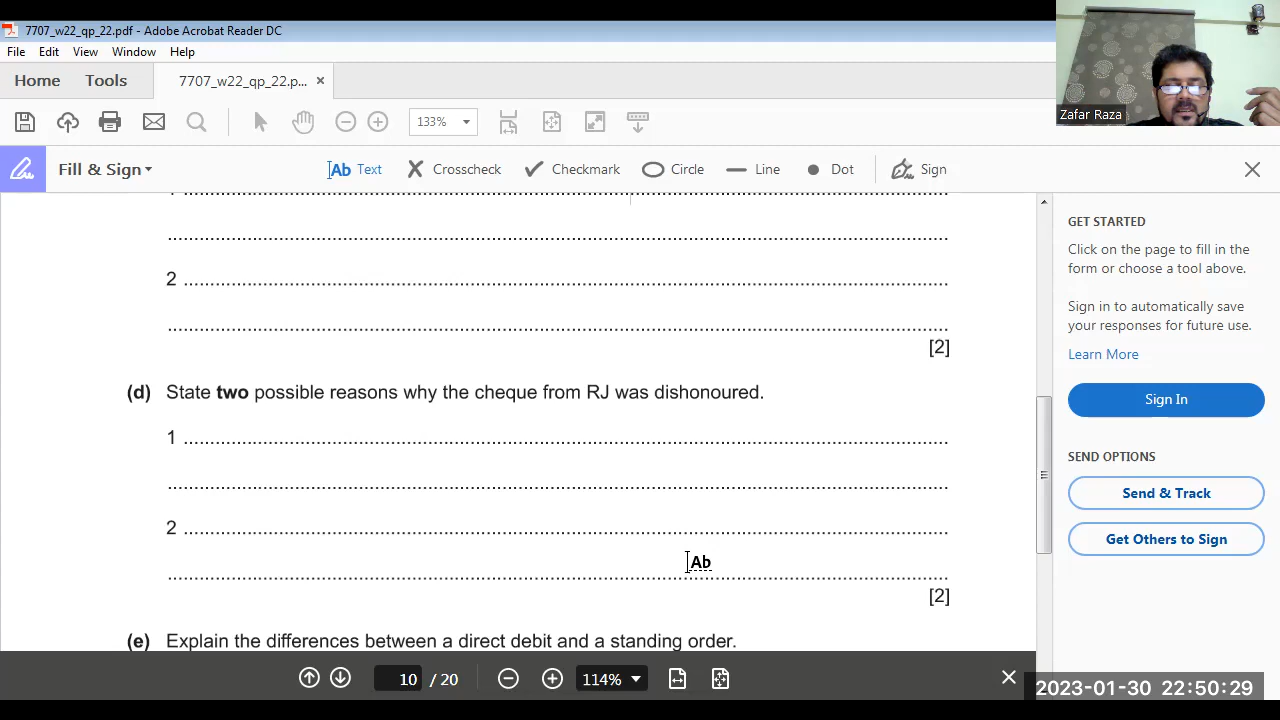 7707_w22_qp_22.pdf - Adobe Acrobat Reader DC
File Edit View Window Help
Home Tools 7707_w22_qp_22.p... ×
133%
Fill & Sign Ab Text Crosscheck Checkmark Circle Line Dot Sign
Zafar Raza
2
[2]
(d) State two possible reasons why the cheque from RJ was dishonoured.
1
2
Ab
[2]
(e) Explain the differences between a direct debit and a standing order.
GET STARTED
Click on the page to fill in the
form or choose a tool above.
Sign in to automatically save
your responses for future use.
Learn More
Sign In
SEND OPTIONS
Send & Track
Get Others to Sign
10 / 20 114%
2023-01-30 22:50:29